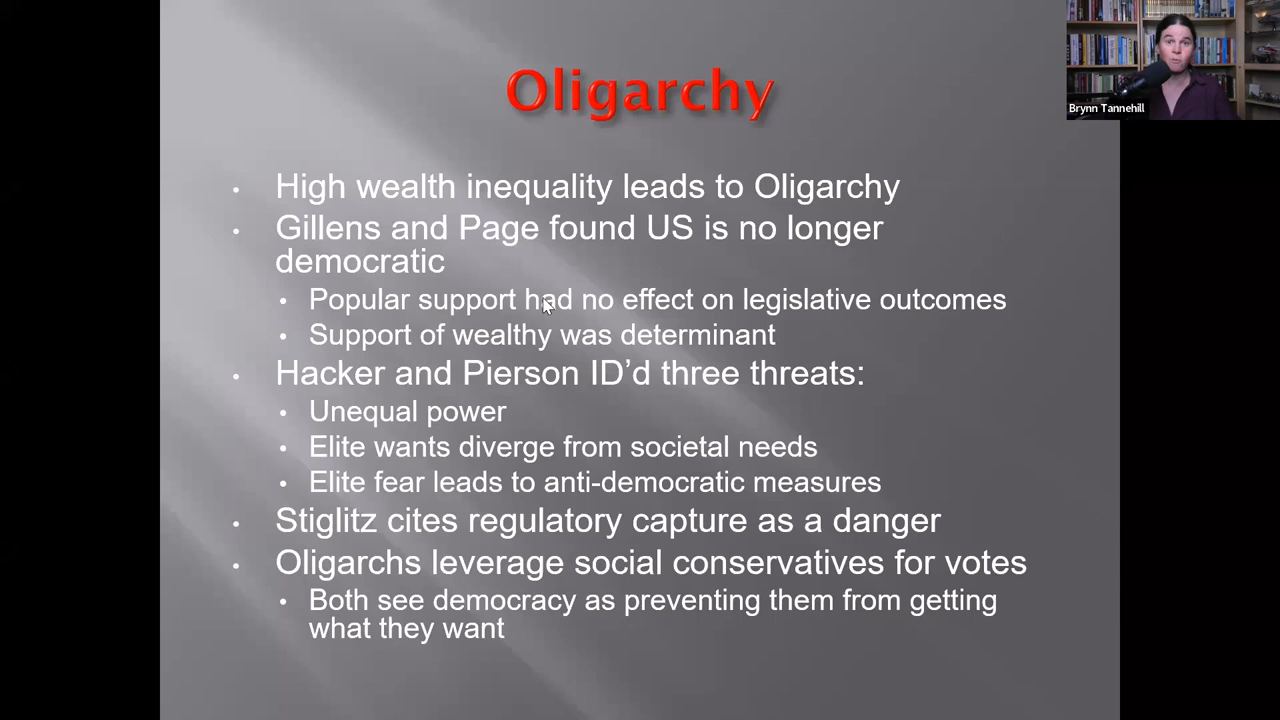 Oligarchy
Brynn Tannehill
• High wealth inequality leads to Oligarchy
• Gillens and Page found US is no longer
democratic
• Popular support had no effect on legislative outcomes
• Support of wealthy was determinant
• Hacker and Pierson ID’d three threats:
• Unequal power
• Elite wants diverge from societal needs
• Elite fear leads to anti-democratic measures
• Stiglitz cites regulatory capture as a danger
• Oligarchs leverage social conservatives for votes
• Both see democracy as preventing them from getting
what they want